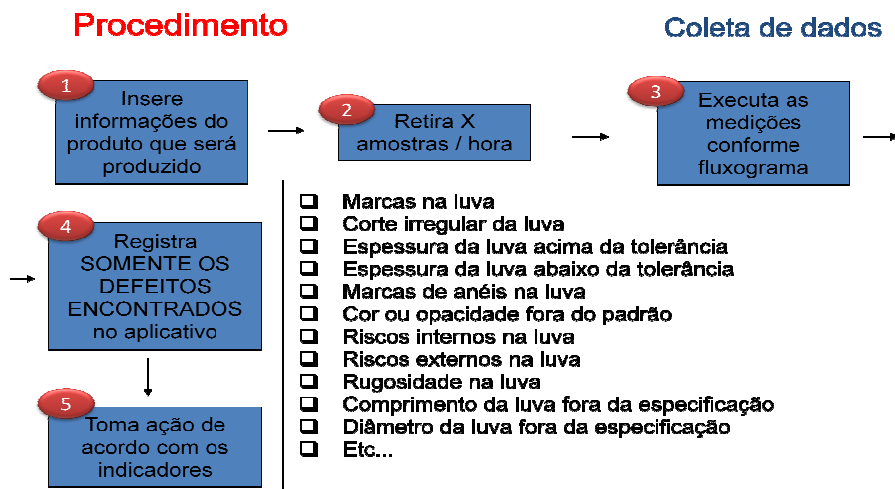 Procedimento
Coleta de dados
1
Insere
informações do
produto que será
produzido
2
Retira X
amostras / hora
3
Executa as
medições
conforme
fluxograma
4
Registra
SOMENTE OS
DEFEITOS
ENCONTRADOS
no aplicativo
5
Toma ação de
acordo com os
indicadores
Marcas na luva
Corte irregular da luva
Espessura da luva acima da tolerância
Espessura da luva abaixo da tolerância
Marcas de anéis na luva
Cor ou opacidade fora do padrão
Riscos internos na luva
Riscos externos na luva
Rugosidade na luva
Comprimento da luva fora da especificação
Diâmetro da luva fora da especificação
Etc...